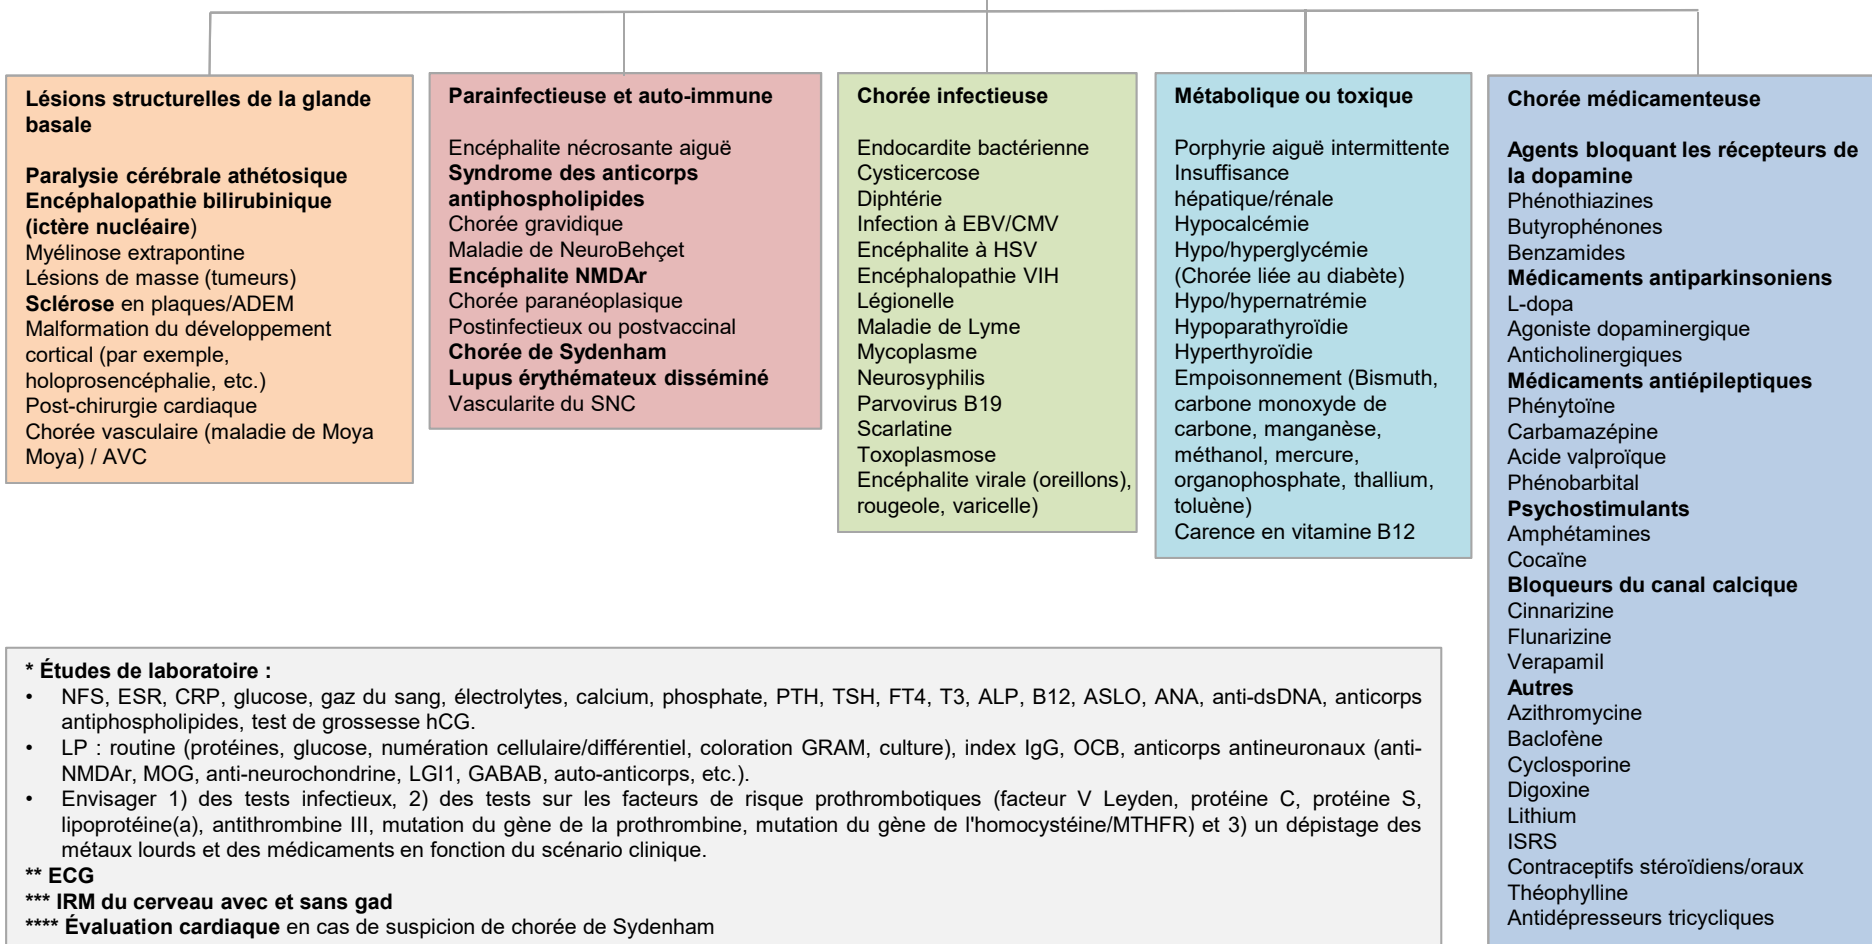 Lésions structurelles de la glande
basale
Paralysie cérébrale athétosique
Encéphalopathie bilirubinique
(ictère nucléaire)
Myélinose extrapontine
Lésions de masse (tumeurs)
Sclérose en plaques/ADEM
Malformation du développement
cortical (par exemple,
holoprosencéphalie, etc.)
Post-chirurgie cardiaque
Chorée vasculaire (maladie de Moya
Moya) / AVC
Parainfectieuse et auto-immune
Encéphalite nécrosante aiguë
Syndrome des anticorps
antiphospholipides
Chorée gravidique
Maladie de NeuroBehçet
Encéphalite NMDAr
Chorée paranéoplasique
Postinfectieux ou postvaccinal
Chorée de Sydenham
Lupus érythémateux disséminé
Vascularite du SNC
Chorée infectieuse
Endocardite bactérienne
Cysticercose
Diphtérie
Infection à EBV/CMV
Encéphalite à HSV
Encéphalopathie VIH
Légionelle
Maladie de Lyme
Mycoplasme
Neurosyphilis
Parvovirus B19
Scarlatine
Toxoplasmose
Encéphalite virale (oreillons),
rougeole, varicelle)
Métabolique ou toxique
Porphyrie aiguë intermittente
Insuffisance
hépatique/rénale
Hypocalcémie
Hypo/hyperglycémie
(Chorée liée au diabète)
Hypo/hypernatrémie
Hypoparathyroïdie
Hyperthyroïdie
Empoisonnement (Bismuth,
carbone monoxyde de
carbone, manganèse,
méthanol, mercure,
organophosphate, thallium,
toluène)
Carence en vitamine B12
Chorée médicamenteuse
Agents bloquant les récepteurs de
la dopamine
Phénothiazines
Butyrophénones
Benzamides
Médicaments antiparkinsoniens
L-dopa
Agoniste dopaminergique
Anticholinergiques
Médicaments antiépileptiques
Phénytoïne
Carbamazépine
Acide valproïque
Phénobarbital
Psychostimulants
Amphétamines
Cocaïne
Bloqueurs du canal calcique
Cinnarizine
Flunarizine
Verapamil
Autres
Azithromycine
Baclofène
Cyclosporine
Digoxine
Lithium
ISRS
Contraceptifs stéroïdiens/oraux
Théophylline
Antidépresseurs tricycliques
* Études de laboratoire :
• NFS, ESR, CRP, glucose, gaz du sang, électrolytes, calcium, phosphate, PTH, TSH, FT4, T3, ALP, B12, ASLO, ANA, anti-dsDNA, anticorps
antiphospholipides, test de grossesse hCG.
• LP : routine (protéines, glucose, numération cellulaire/différentiel, coloration GRAM, culture), index IgG, OCB, anticorps antineuronaux (anti-
NMDAr, MOG, anti-neurochondrine, LGI1, GABAB, auto-anticorps, etc.).
• Envisager 1) des tests infectieux, 2) des tests sur les facteurs de risque prothrombotiques (facteur V Leyden, protéine C, protéine S,
lipoprotéine(a), antithrombine III, mutation du gène de la prothrombine, mutation du gène de l'homocystéine/MTHFR) et 3) un dépistage des
métaux lourds et des médicaments en fonction du scénario clinique.
** ECG
*** IRM du cerveau avec et sans gad
**** Évaluation cardiaque en cas de suspicion de chorée de Sydenham